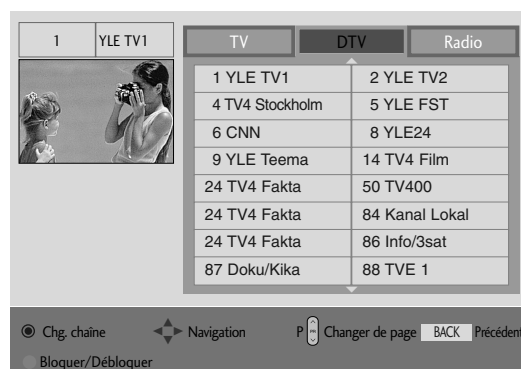 1 YLE TV1
TV DTV Radio
1 YLE TV1 2 YLE TV2
4 TV4 Stockholm 5 YLE FST
6 CNN 8 YLE24
9 YLE Teema 14 TV4 Film
24 TV4 Fakta 50 TV400
24 TV4 Fakta 84 Kanal Lokal
24 TV4 Fakta 86 Info/3sat
87 Doku/Kika 88 TVE 1
Chg. chaîne Navigation P PR Changer de page BACK Précédent
Bloquer/Débloquer